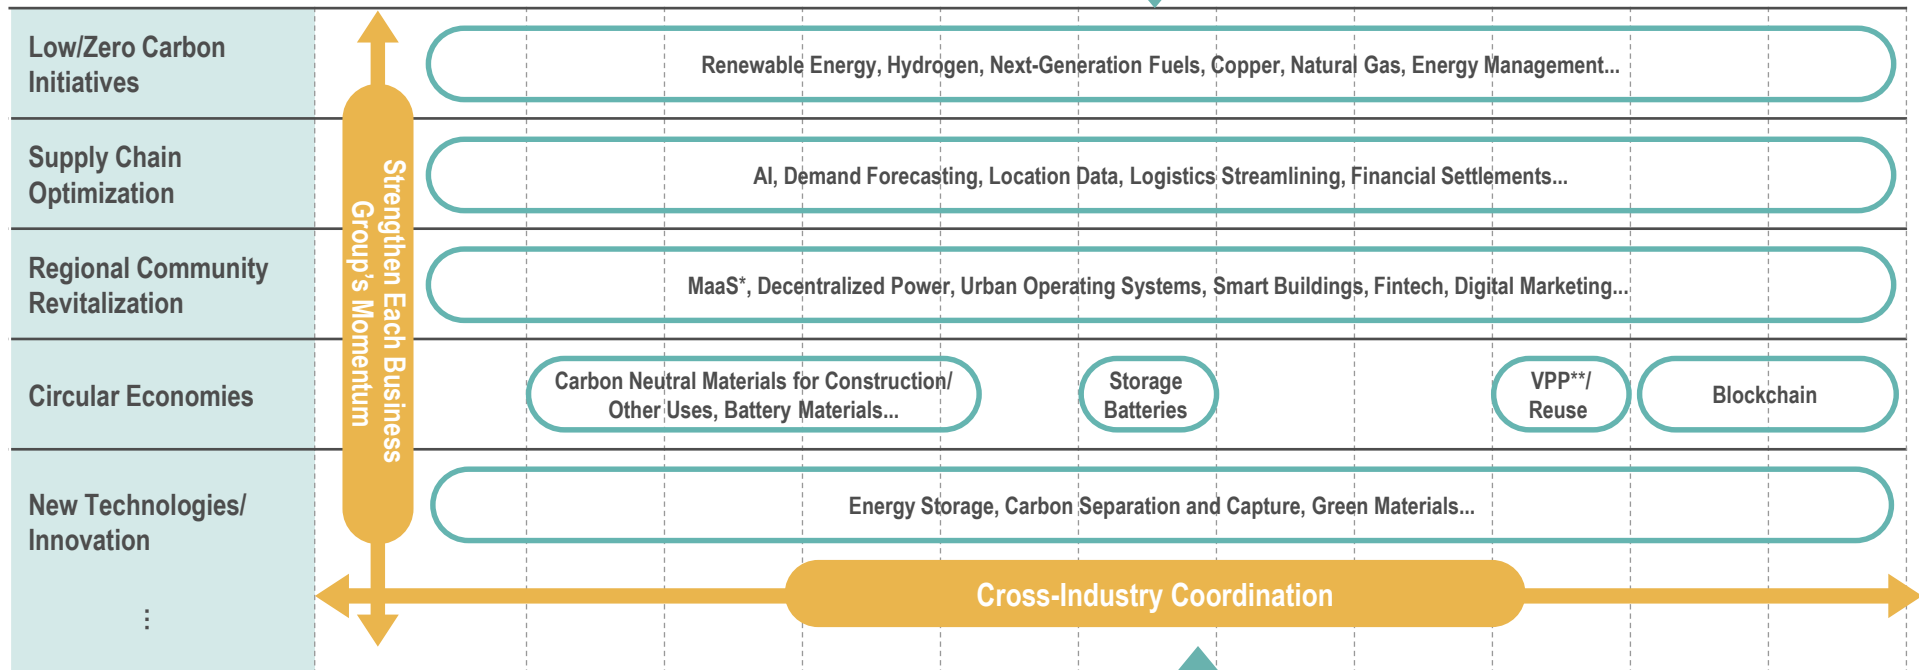 Low/Zero Carbon
Initiatives
Renewable Energy, Hydrogen, Next-Generation Fuels, Copper, Natural Gas, Energy Management...
Supply Chain
Optimization
AI, Demand Forecasting, Location Data, Logistics Streamlining, Financial Settlements...
Strengthen Each Business
Group's Momentum
Regional Community
Revitalization
MaaS*, Decentralized Power, Urban Operating Systems, Smart Buildings, Fintech, Digital Marketing...
Circular Economies
Carbon Neutral Materials for Construction/
Other Uses, Battery Materials...
Storage
Batteries
VPP**/
Reuse
Blockchain
New Technologies/
Innovation
Energy Storage, Carbon Separation and Capture, Green Materials...
Cross-Industry Coordination
⋮